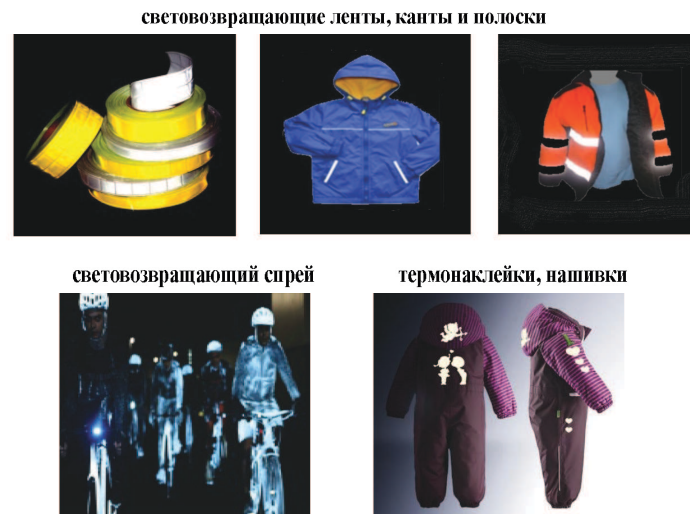 световозвращающие ленты, канты и полоски
световозвращающий спрей
термонаклейки, нашивки